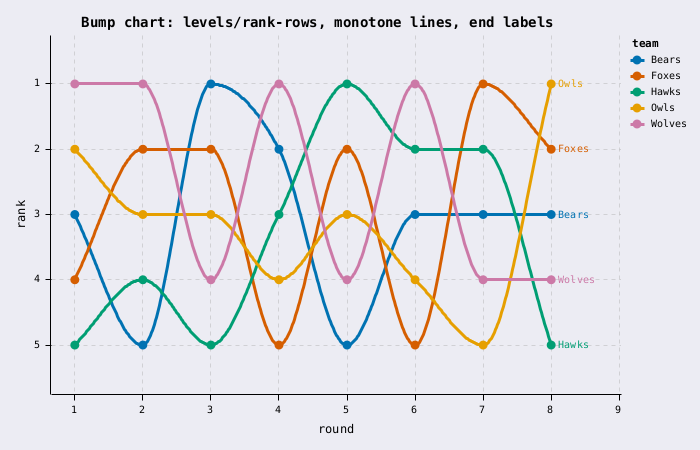 Bump chart: levels/rank-rows, monotone lines, end labels
team
Bears
Foxes
Hawks
Owls
Wolves
1
2
3
4
5
rank
Owls
Foxes
Bears
Wolves
Hawks
1 2 3 4 5 6 7 8 9
round